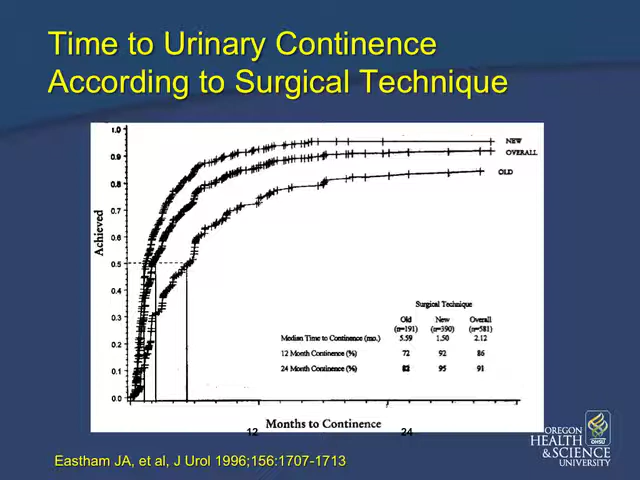 Time to Urinary Continence
According to Surgical Technique
1.0
0.9
0.8
0.7
0.6
0.5
0.4
0.3
0.2
0.1
0.0
Achieved
NEW
OVERALL
OLD
Surgical Technique
Old New Overall
(n=191) (n=390) (n=581)
Median Time to Continence (mo.) 5.59 1.50 2.12
12 Month Continence (%) 72 92 86
24 Month Continence (%) 82 95 91
Months to Continence
12 24
Eastham JA, et al, J Urol 1996;156:1707-1713
OREGON
HEALTH
&SCIENCE
UNIVERSITY
OHSU